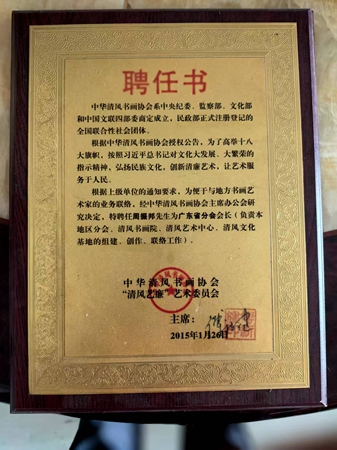 聘任书
中华清风书画协会系中央纪委、监察部、文化部
和中国文联四部委商定成立，民政部正式注册登记的
全国联合性社会团体。
根据中华清风书画协会授权公告，为了高举十八
大旗帜，按照习近平总书记对文化大发展、大繁荣的
指示精神，弘扬民族文化，创新清廉艺术，让艺术服
务于人民。
根据上级单位的通知要求，为便于与地方书画艺
术家的业务联络，经中华清风书画协会主席办公会研
究决定，特聘任周振邦先生为广东省分会会长（负责本
地区分会、清风书画院、清风艺术中心、清风文化
基地的组建、创作、联络工作）。
中华清风书画协会
“清风艺廉”艺术委员会
主席：
2015年1月26日